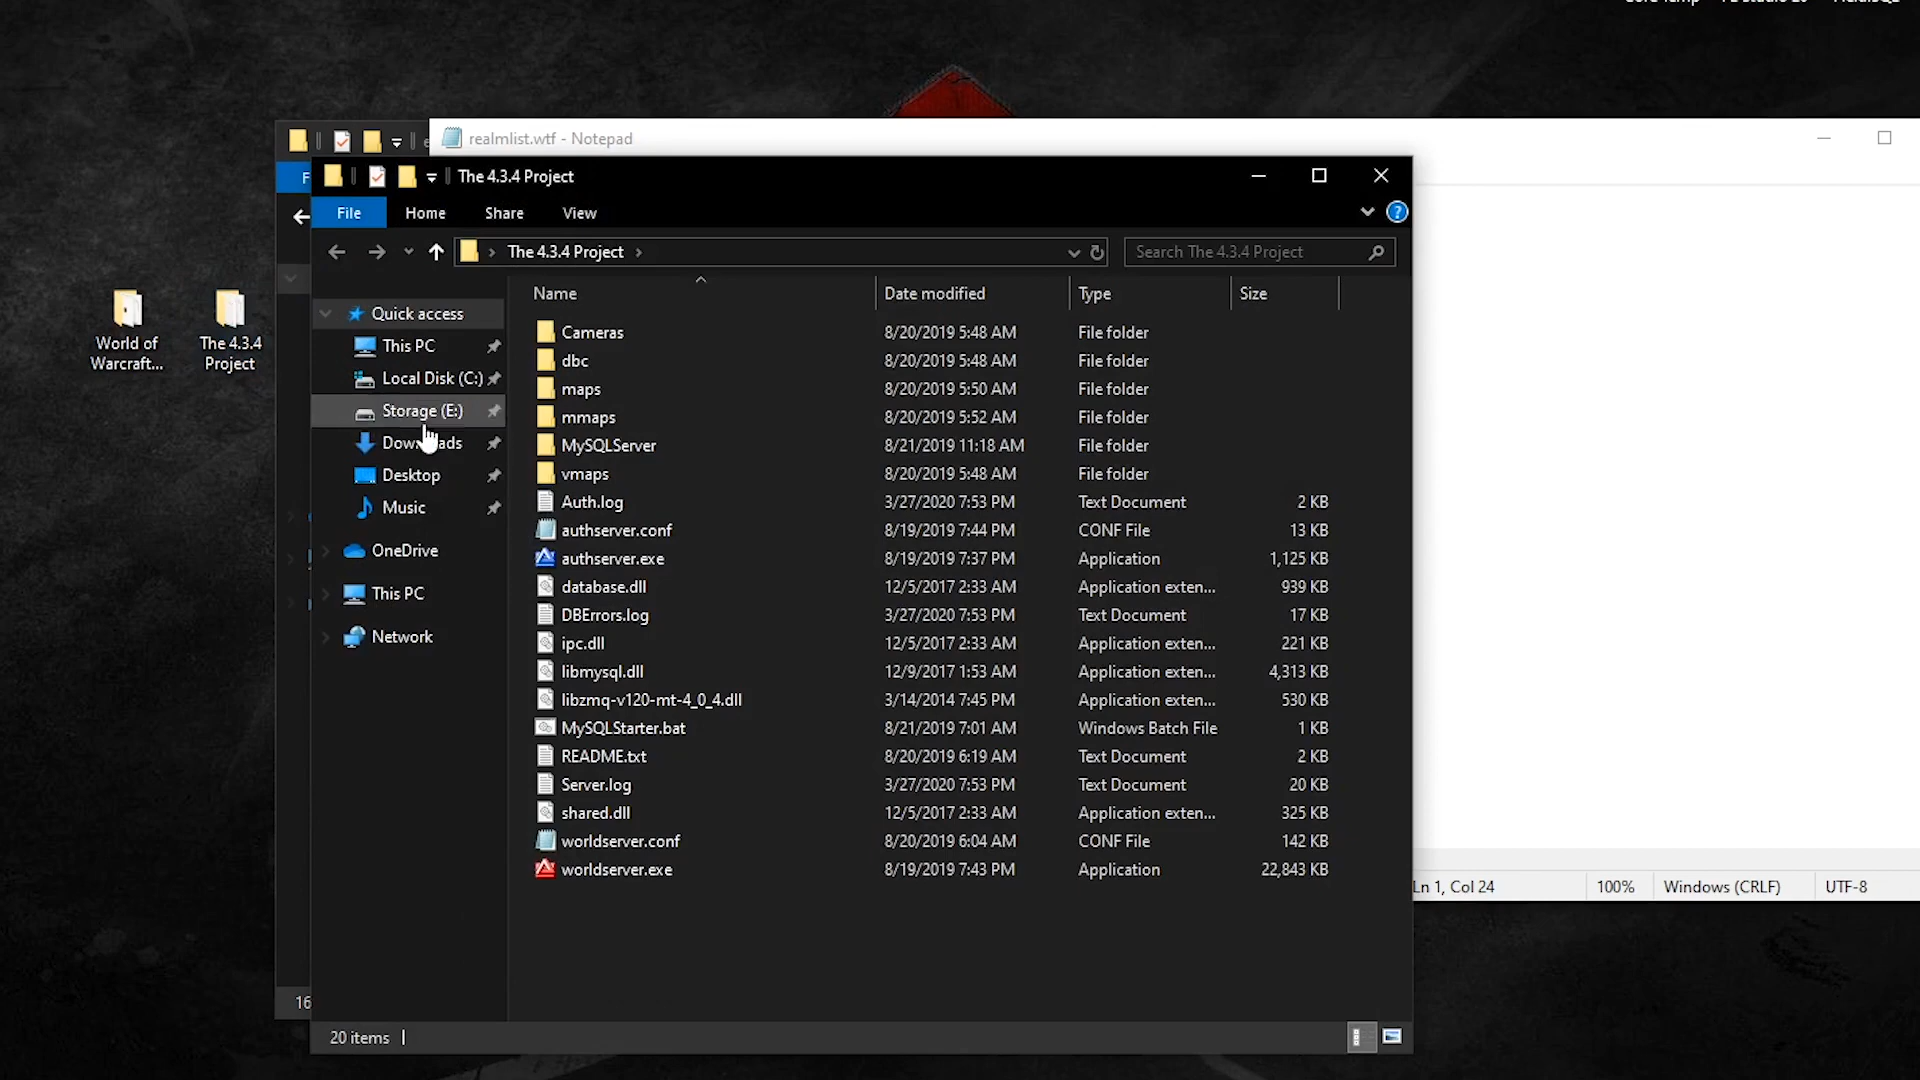 realmlist.wtf - Notepad
The 4.3.4 Project
File Home Share View
The 4.3.4 Project
Search The 4.3.4 Project
Name Date modified Type Size
Quick access
This PC
Local Disk (C:)
Storage (E:)
Downloads
Desktop
Music
OneDrive
This PC
Network
World of
Warcraft...
The 4.3.4
Project
Cameras 8/20/2019 5:48 AM File folder
dbc 8/20/2019 5:48 AM File folder
maps 8/20/2019 5:50 AM File folder
mmaps 8/20/2019 5:52 AM File folder
MySQLServer 8/21/2019 11:18 AM File folder
vmaps 8/20/2019 5:48 AM File folder
Auth.log 3/27/2020 7:53 PM Text Document 2 KB
authserver.conf 8/19/2019 7:44 PM CONF File 13 KB
authserver.exe 8/19/2019 7:37 PM Application 1,125 KB
database.dll 12/5/2017 2:33 AM Application exten... 939 KB
DBErrors.log 3/27/2020 7:53 PM Text Document 17 KB
ipc.dll 12/5/2017 2:33 AM Application exten... 221 KB
libmysql.dll 12/9/2017 1:53 AM Application exten... 4,313 KB
libzmq-v120-mt-4_0_4.dll 3/14/2014 7:45 PM Application exten... 530 KB
MySQLStarter.bat 8/21/2019 7:01 AM Windows Batch File 1 KB
README.txt 8/20/2019 6:19 AM Text Document 2 KB
Server.log 3/27/2020 7:53 PM Text Document 20 KB
shared.dll 12/5/2017 2:33 AM Application exten... 325 KB
worldserver.conf 8/20/2019 6:04 AM CONF File 142 KB
worldserver.exe 8/19/2019 7:43 PM Application 22,843 KB
Ln 1, Col 24 100% Windows (CRLF) UTF-8
16
20 items